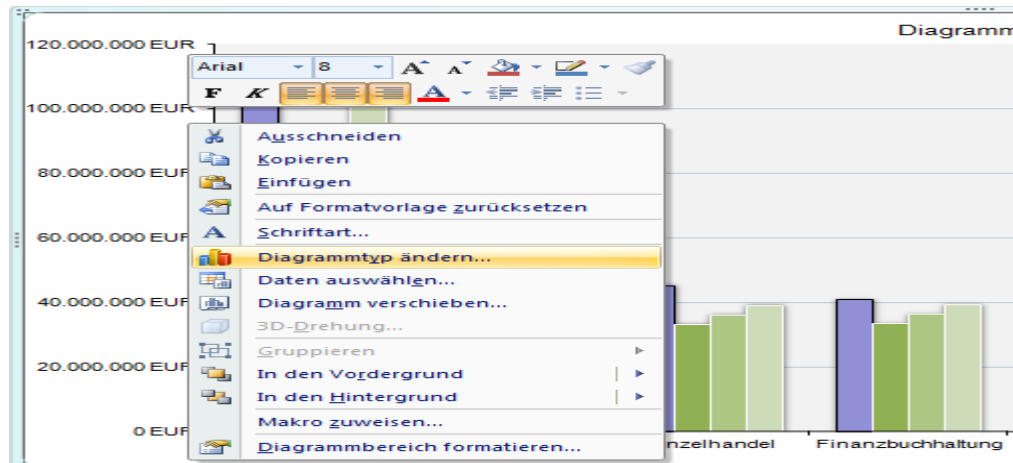 Diagramm
120.000.000 EUR
Arial 8 A A
F K A
100.000.000 EUR
Ausschneiden
Kopieren
80.000.000 EUR
Einfügen
Auf Formatvorlage zurücksetzen
A Schriftart...
60.000.000 EUR
Diagrammtyp ändern...
Daten auswählen...
40.000.000 EUR
Diagramm verschieben...
3D-Drehung...
Gruppieren
20.000.000 EUR
In den Vordergrund
In den Hintergrund
Makro zuweisen...
0 EUR
Diagrammbereich formatieren...
nzelhandel Finanzbuchhaltung